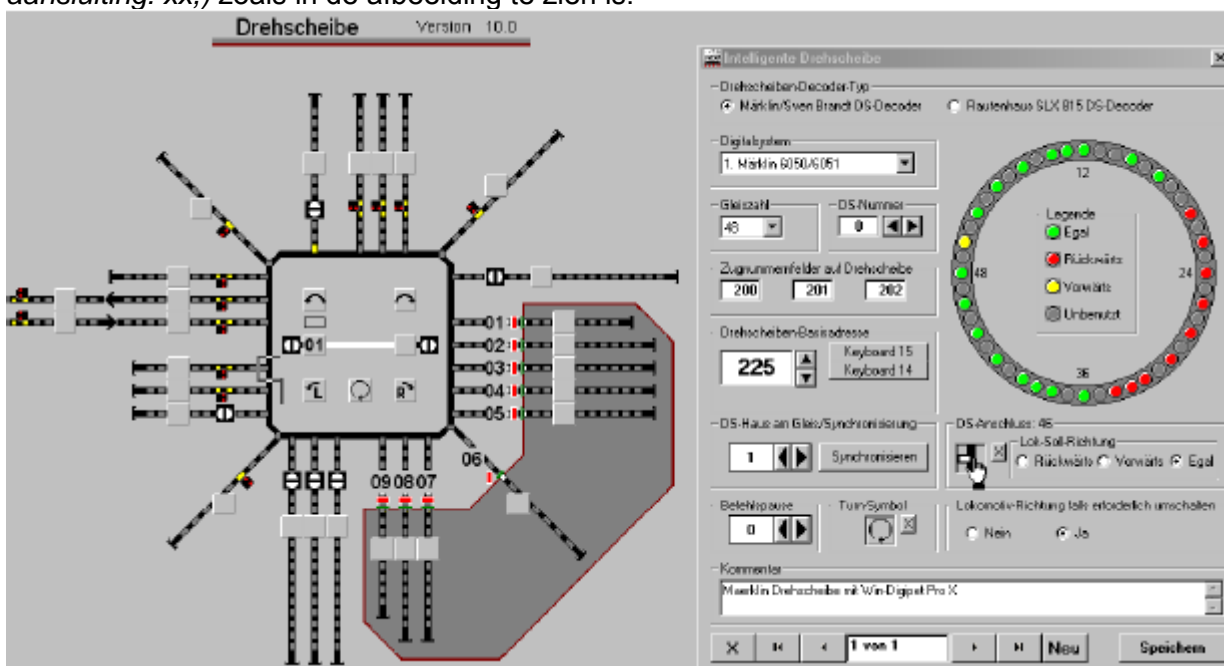 aansluiting: xx,) zoals in de afbeelding te zien is.
Drehscheibe Version 10.0
01
02
03
04
05
06
09 08 07
01
L
R
Intelligente Drehscheibe
Drehscheiben-Decoder-Typ
Märklin/Sven Brandt DS-Decoder Rautenhaus SLX 815 DS-Decoder
Digitalsystem
1. Märklin 6050/6051
Gleiszahl DS-Nummer
48 0
Zugnummernfelder auf Drehscheibe
200 201 202
Drehscheiben-Basisadresse
225 Keyboard 15
Keyboard 14
12
24
36
48
Legende
Egal
Rückwärts
Vorwärts
Unbenutzt
DS-Haus am Gleis/Synchronisierung
1 Synchronisieren
DS-Anschluss: 46
Lok-Soll-Richtung
Rückwärts Vorwärts Egal
Befehlspause Turn-Symbol
0
Lokomotiv-Richtung falls erforderlich umschalten
Nein Ja
Kommentar
Maerklin Drehscheibe mit Win-Digipet Pro X
1 von 1 Neu Speichern